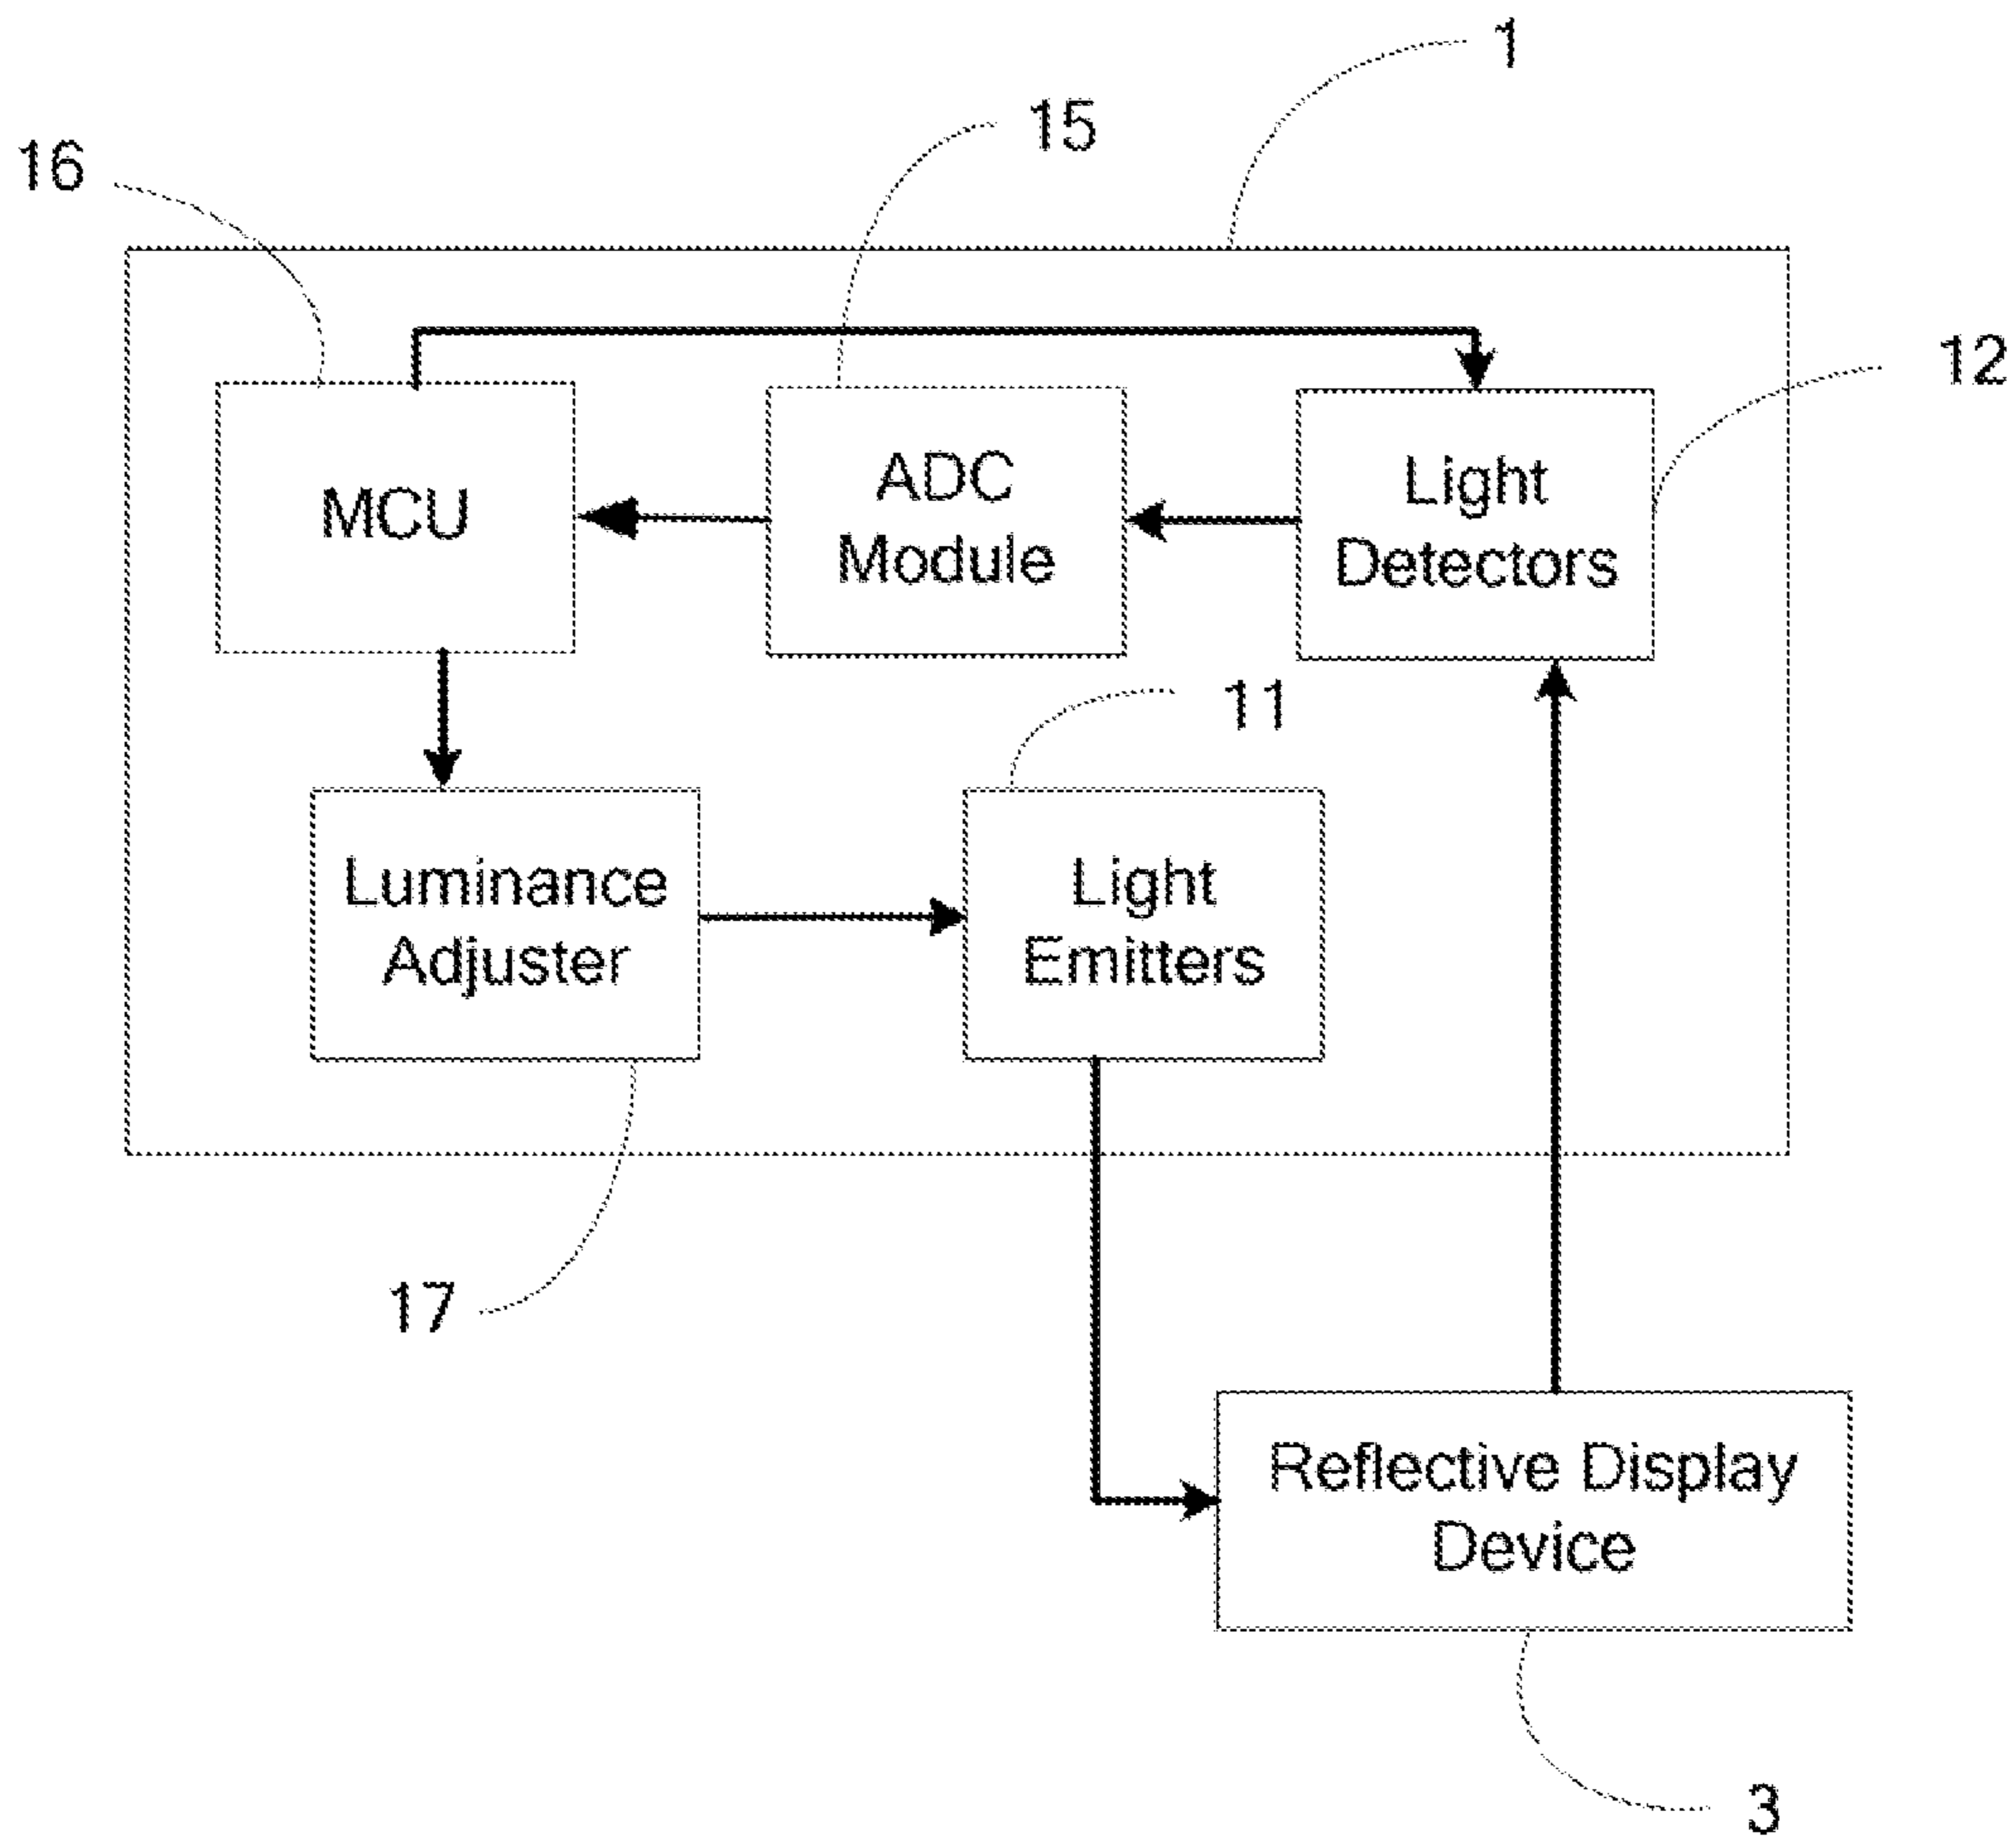 1
15
16
12
MCU
ADC
Module
Light
Detectors
11
Luminance
Adjuster
Light
Emitters
17
Reflective Display
Device
3